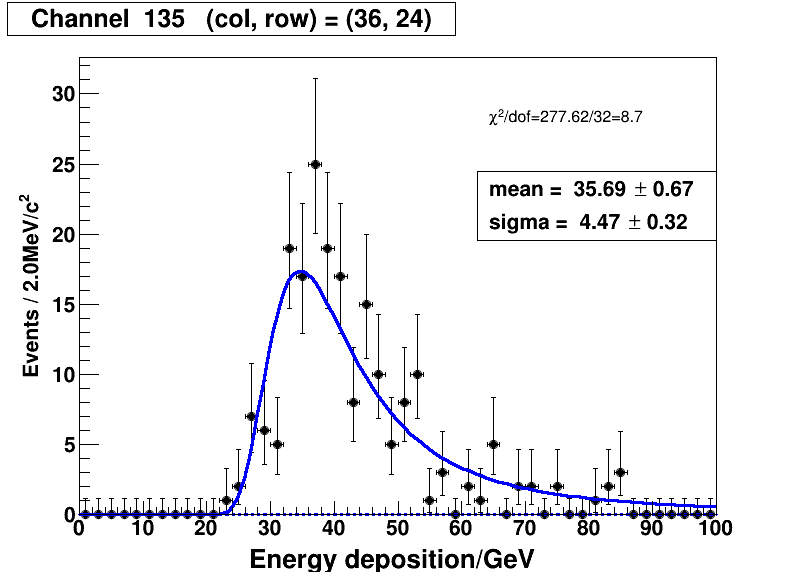 Channel 135 (col, row) = (36, 24)
χ²/dof=277.62/32=8.7
mean = 35.69 ± 0.67
sigma = 4.47 ± 0.32
Events / 2.0MeV/c²
30
25
20
15
10
5
0
0 10 20 30 40 50 60 70 80 90 100
Energy deposition/GeV